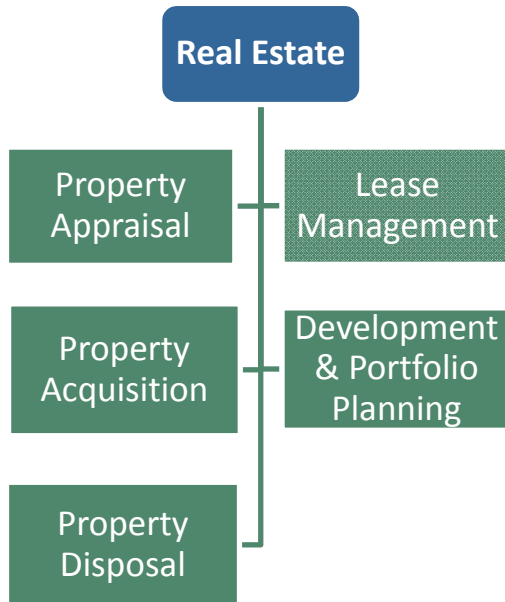 Real Estate
Property
Appraisal
Lease
Management
Property
Acquisition
Development
& Portfolio
Planning
Property
Disposal